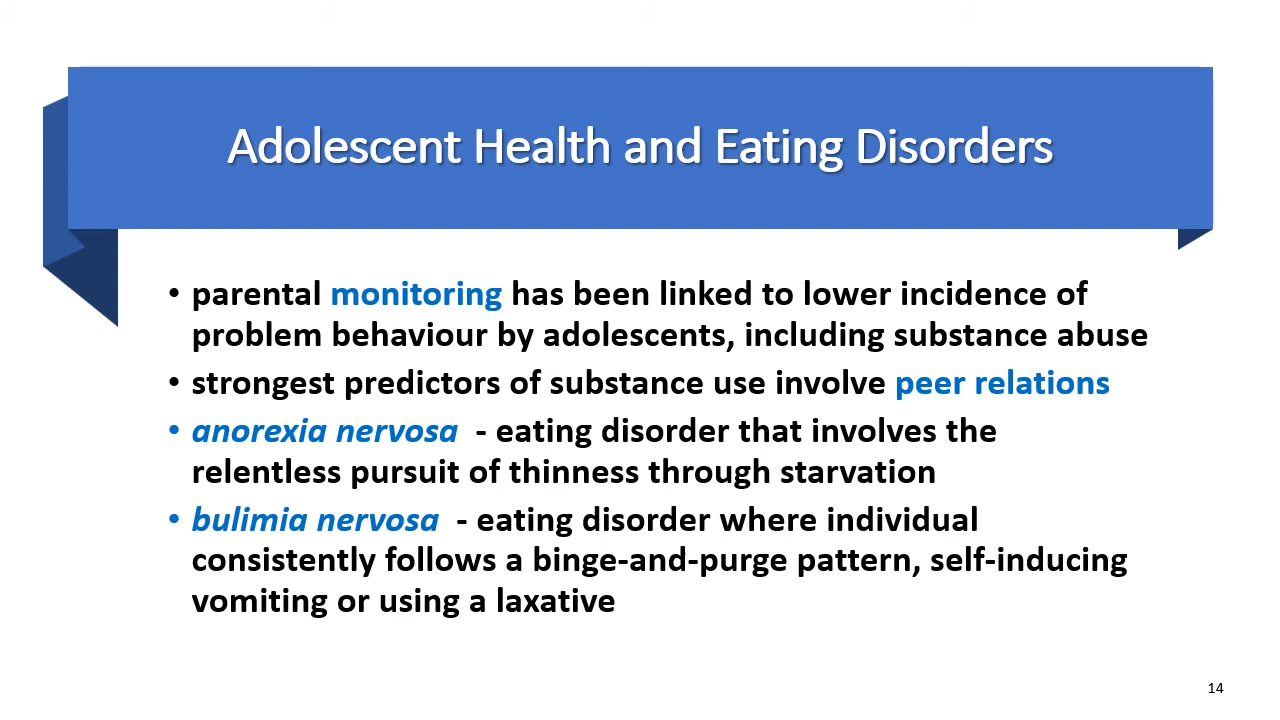 Adolescent Health and Eating Disorders
• parental monitoring has been linked to lower incidence of
problem behaviour by adolescents, including substance abuse
• strongest predictors of substance use involve peer relations
• anorexia nervosa - eating disorder that involves the
relentless pursuit of thinness through starvation
• bulimia nervosa - eating disorder where individual
consistently follows a binge-and-purge pattern, self-inducing
vomiting or using a laxative
14